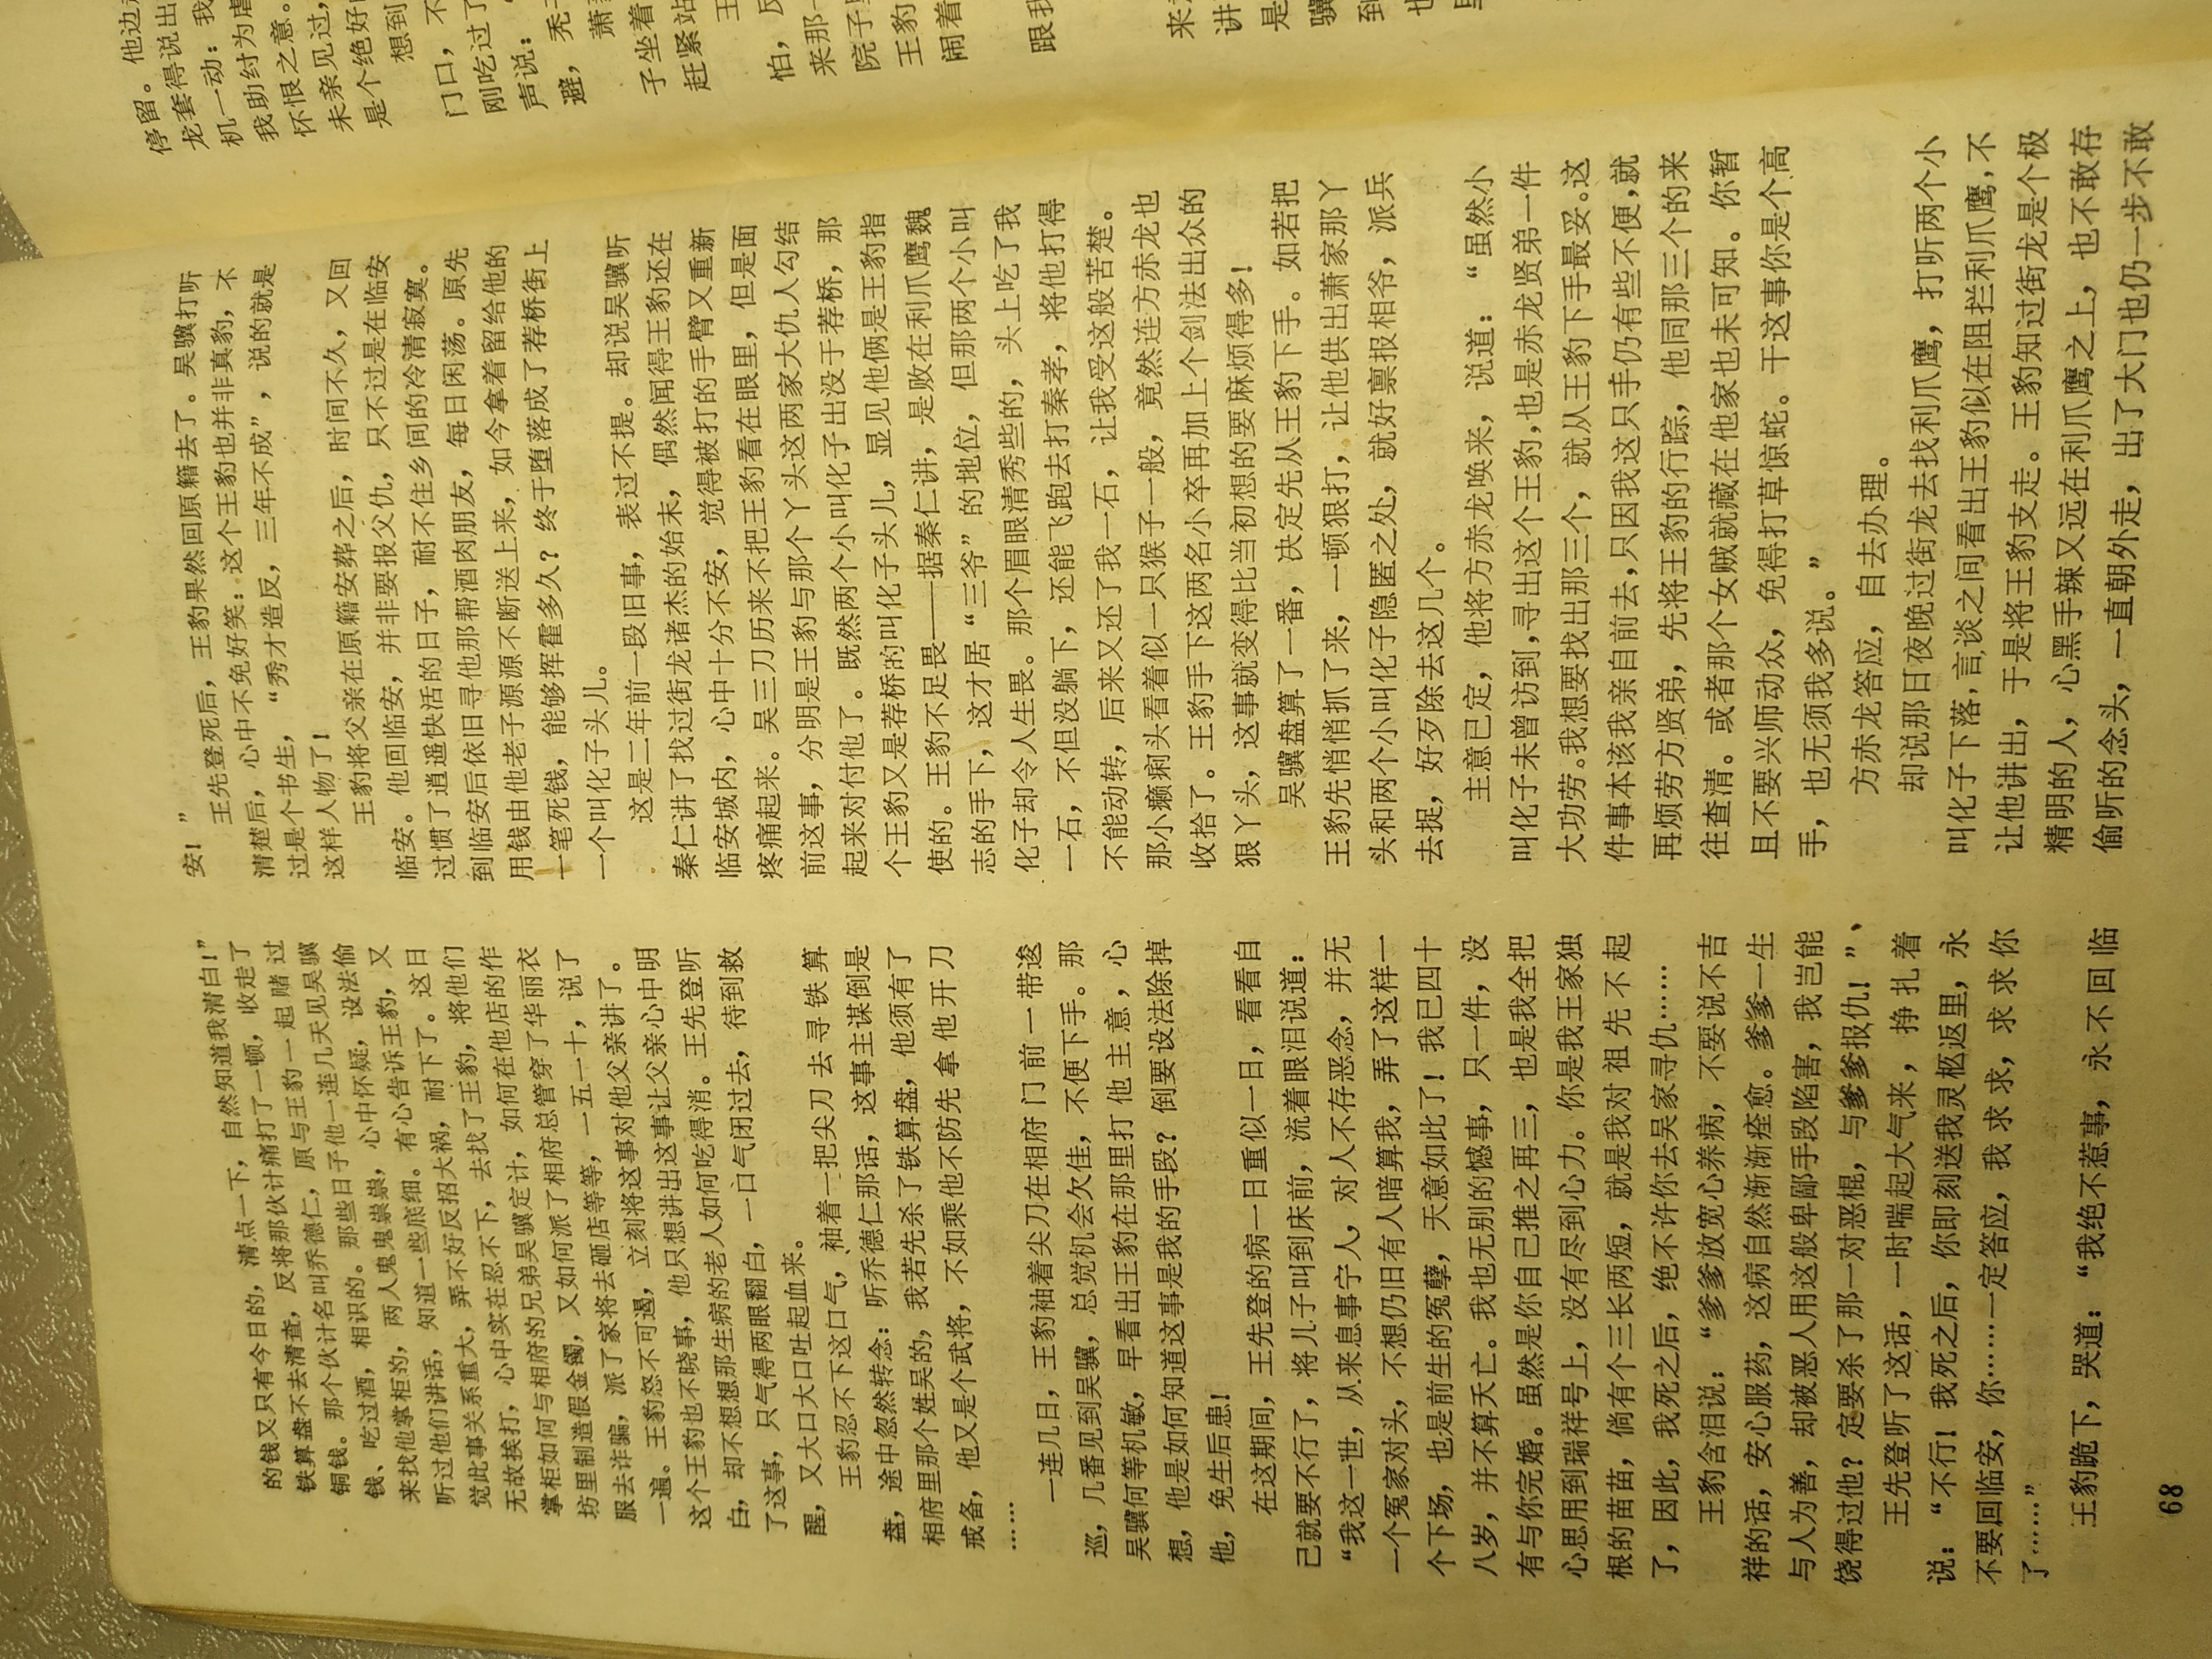 的钱又只有今日的，清点一下，自然知道我清白！”
铁算盘不去清查，反将那伙计痛打了一顿，收走了
铜钱。那个伙计名叫乔德仁，原与王豹一起赌过
钱、吃过酒，相识的。那些日子他一连几天见吴骥
来找他掌柜的，两人鬼鬼祟祟，心中怀疑，设法偷
听过他们讲话，知道一些底细。有心告诉王豹，又
觉此事关系重大，弄不好反招大祸，耐下了。这日
无故挨打，心中实在忍不下，去找了王豹，将他们
掌柜如何与相府的兄弟吴骥定计，如何在他店的作
坊里制造假金镯，又如何派了相府总管穿了华丽衣
服去诈骗，派了家将去砸店等等，一五一十，说了
一遍。王豹怒不可遏，立刻将这事对他父亲讲了。
这个王豹也不晓事，他只想讲出这事让父亲心中明
白，却不想想那生病的老人如何吃得消。王先登听
了这事，只气得两眼翻白，一口气闭过去，待到救
醒，又大口大口吐起血来。
王豹忍不下这口气，袖着一把尖刀去寻铁算
盘，途中忽然转念：听乔德仁那话，这事主谋倒是
相府里那个姓吴的，我若先杀了铁算盘，他须有了
戒备，他又是个武将，不如乘他不防先拿他开刀
……
一连几日，王豹袖着尖刀在相府门前一带逡
巡，几番见到吴骥，总觉机会欠佳，不便下手。那
吴骥何等机敏，早看出王豹在那里打他主意，心
想，他是如何知道这事是我的手段？倒要设法除掉
他，免生后患！
在这期间，王先登的病一日重似一日，看看自
己就要不行了，将儿子叫到床前，流着眼泪说道：
“我这一世，从来息事宁人，对人不存恶念，并无
一个冤家对头，不想仍旧有人暗算我，弄了这样一
个下场，也是前生的冤孽，天意如此了！我已四十
八岁，并不算夭亡。我也无别的憾事，只一件，没
有与你完婚。虽然是你自已推之再三，也是我全把
心思用到瑞祥号上，没有尽到心力。你是我王家独
根的苗苗，倘有个三长两短，就是我对祖先不起
了，因此，我死之后，绝不许你去吴家寻仇……
王豹含泪说：“爹爹放宽心养病，不要说不吉
祥的话，安心服药，这病自然渐渐痊愈。爹爹一生
与人为善，却被恶人用这般卑鄙手段陷害，我岂能
饶得过他？定要杀了那一对恶棍，与爹爹报仇！”、
王先登听了这话，一时喘起大气来，挣扎着
说：“不行！我死之后，你即刻送我灵柩返里，永
不要回临安，你……一定答应，我求求，求求你
了……”
王豹跪下，哭道：“我绝不惹事，永不回临
68
安！”
王先登死后，王豹果然回原籍去了。吴骥打听
清楚后，心中不免好笑：这个王豹也并非真豹，不
过是个书生，“秀才造反，三年不成”，说的就是
这样人物了！
王豹将父亲在原籍安葬之后，时间不久，又回
临安。他回临安，并非要报父仇，只不过是在临安
过惯了逍遥快活的日子，耐不住乡间的冷清寂寞。
到临安后依旧寻他那帮酒肉朋友，每日闲荡。原先
用钱由他老子源源不断送上来，如今拿着留给他的
一笔死钱，能够挥霍多久？终于堕落成了荐桥街上
一个叫化子头儿。
这是二年前一段旧事，表过不提。却说吴骥听
秦仁讲了找过街龙诸杰的始末，偶然闻得王豹还在
临安城内，心中十分不安，觉得被打的手臂又重新
疼痛起来。吴三刀历来不把王豹看在眼里，但是面
前这事，分明是王豹与那个丫头这两家大仇人勾结
起来对付他了。既然两个小叫化子出没于荐桥，那
个王豹又是荐桥的叫化子头儿，显见他俩是王豹指
使的。王豹不足畏——据秦仁讲，是败在利爪鹰魏
志的手下，这才居“三爷”的地位，但那两个小叫
化子却令人生畏。那个眉眼清秀些的，头上吃了我
一石，不但没躺下，还能飞跑去打秦孝，将他打得
不能动转，后来又还了我一石，让我受这般苦楚。
那小癞痢头看着似一只猴子一般，竟然连方赤龙也
收拾了。王豹手下这两名小卒再加上个剑法出众的
狠丫头，这事就变得比当初想的要麻烦得多！
吴骥盘算了一番，决定先从王豹下手。如若把
王豹先悄悄抓了来，一顿狠打，让他供出萧家那丫
头和两个小叫化子隐匿之处，就好禀报相爷，派兵
去捉，好歹除去这几个。
主意已定，他将方赤龙唤来，说道：“虽然小
叫化子未曾访到，寻出这个王豹，也是赤龙贤弟一件
大功劳。我想要找出那三个，就从王豹下手最妥。这
件事本该我亲自前去，只因我这只手仍有些不便，就
再烦劳方贤弟，先将王豹的行踪，他同那三个的来
往查清。或者那个女贼就藏在他家也未可知。你暂
且不要兴师动众，免得打草惊蛇。干这事你是个高
手，也无须我多说。”
方赤龙答应，自去办理。
却说那日夜晚过街龙去找利爪鹰，打听两个小
叫化子下落，言谈之间看出王豹似在阻拦利爪鹰，不
让他讲出，于是将王豹支走。王豹知过街龙是个极
精明的人，心黑手辣又远在利爪鹰之上，也不敢存
偷听的念头，一直朝外走，出了大门也仍一步不敢
停留。他边
龙套得说出
机一动：我
我助纣为虐
怀恨之意。
未亲见过，
是个绝好
想到
门口，不
刚吃过了
声说：
避，秃
萧
子坐着
赶紧站
王
怕，反
来那一
院子
王豹
闹着
跟我
来
讲
是
骥
到
也